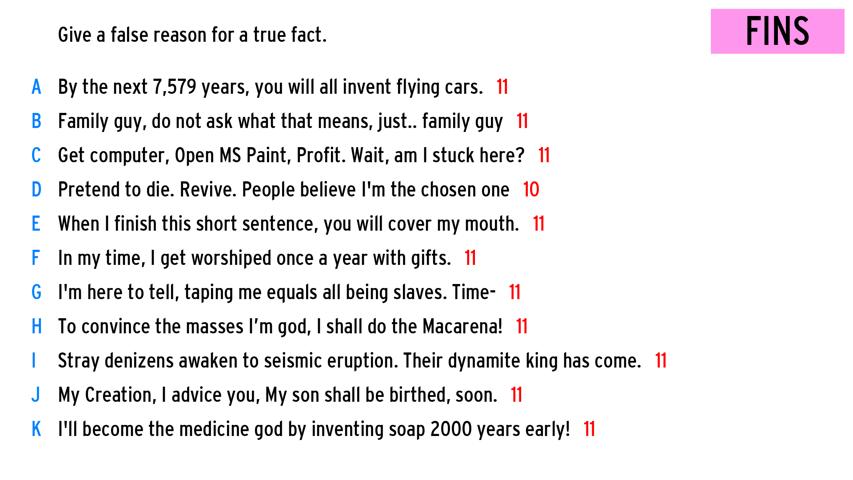 Give a false reason for a true fact.
FINS
A By the next 7,579 years, you will all invent flying cars. 11
B Family guy, do not ask what that means, just.. family guy 11
C Get computer, Open MS Paint, Profit. Wait, am I stuck here? 11
D Pretend to die. Revive. People believe I'm the chosen one 10
E When I finish this short sentence, you will cover my mouth. 11
F In my time, I get worshiped once a year with gifts. 11
G I'm here to tell, taping me equals all being slaves. Time- 11
H To convince the masses I’m god, I shall do the Macarena! 11
I Stray denizens awaken to seismic eruption. Their dynamite king has come. 11
J My Creation, I advice you, My son shall be birthed, soon. 11
K I'll become the medicine god by inventing soap 2000 years early! 11